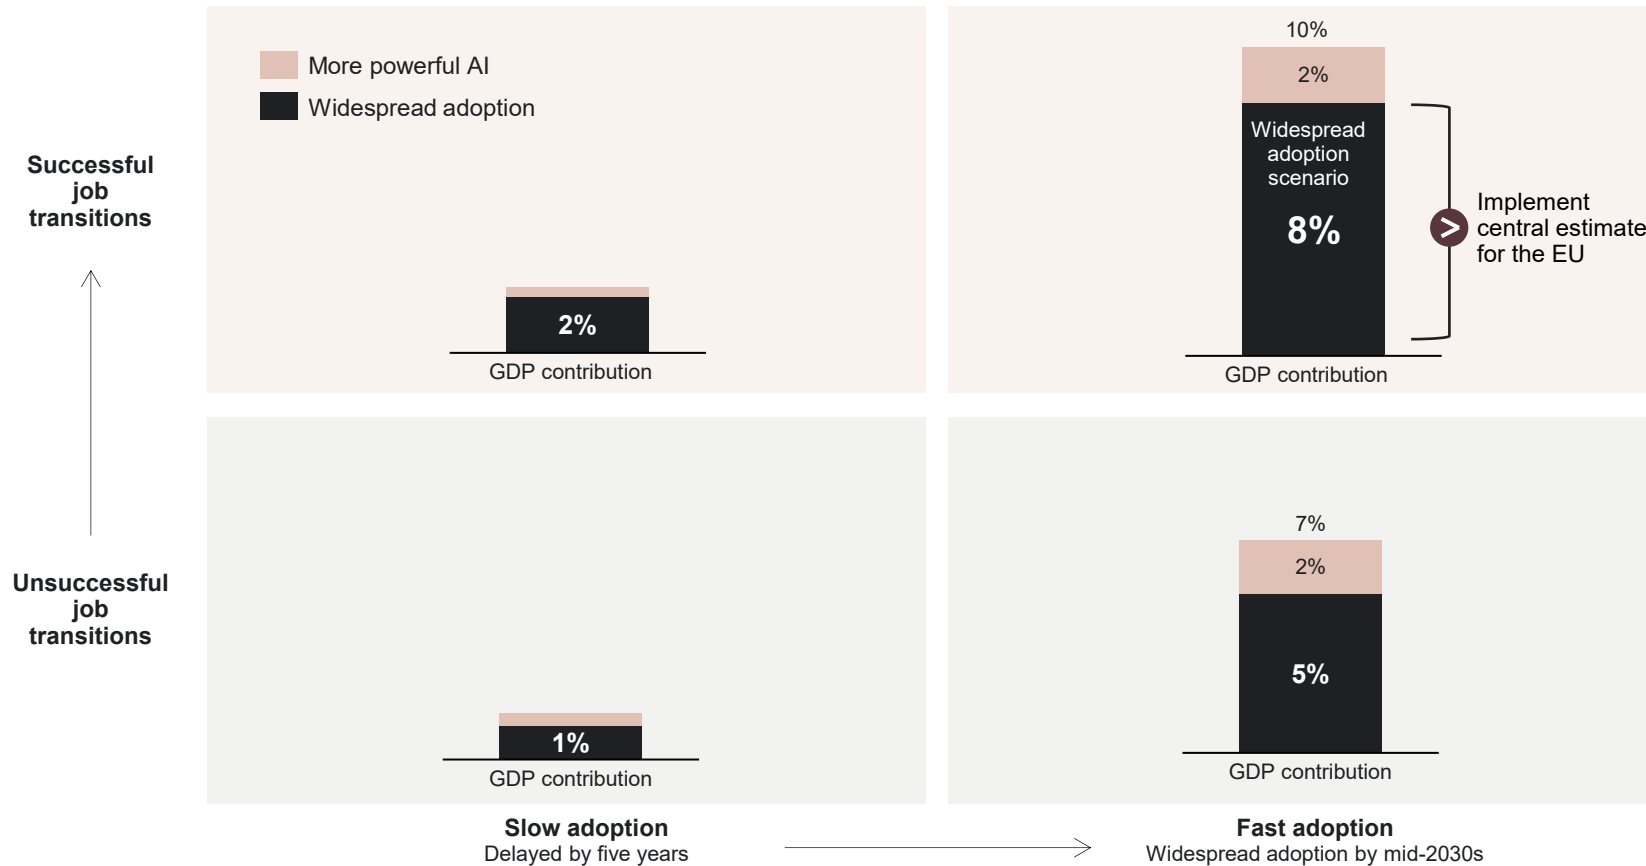 More powerful AI
Widespread adoption
Successful
job
transitions
2%
GDP contribution
10%
2%
Widespread
adoption
scenario
8%
Implement
central estimate
for the EU
GDP contribution
Unsuccessful
job
transitions
1%
GDP contribution
7%
2%
5%
GDP contribution
Slow adoption
Delayed by five years
Fast adoption
Widespread adoption by mid-2030s